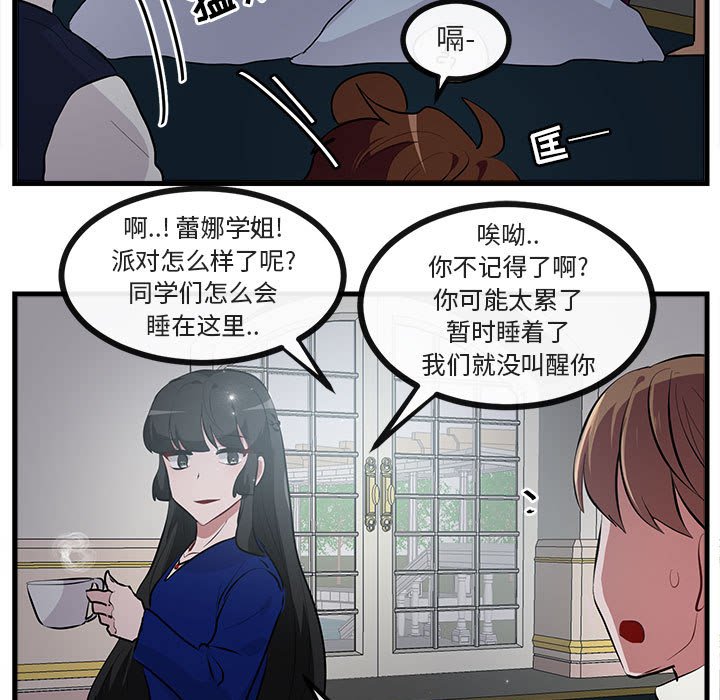 猛
嗝-
匡—
啊..! 蕾娜学姐!
派对怎么样了呢?
同学们怎么会
睡在这里..
唉呦..
你不记得了啊?
你可能太累了
暂时睡着了
我们就没叫醒你